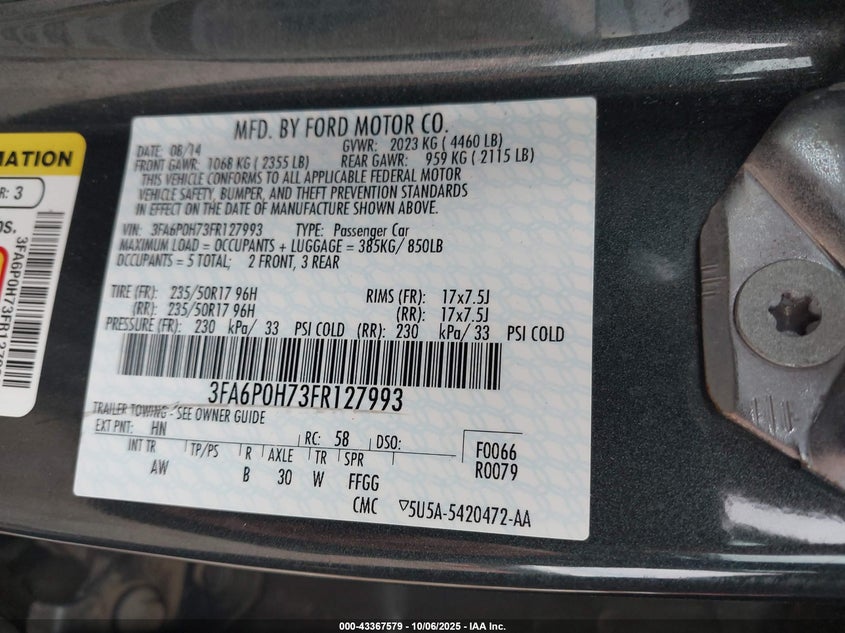 MFD. BY FORD MOTOR CO.
DATE: 08/14 GVWR: 2023 KG ( 4460 LB)
FRONT GAWR: 1068 KG ( 2355 LB) REAR GAWR: 959 KG ( 2115 LB)
THIS VEHICLE CONFORMS TO ALL APPLICABLE FEDERAL MOTOR
VEHICLE SAFETY, BUMPER, AND THEFT PREVENTION STANDARDS
IN EFFECT ON THE DATE OF MANUFACTURE SHOWN ABOVE.
VIN: 3FA6P0H73FR127993 TYPE: Passenger Car
MAXIMUM LOAD = OCCUPANTS + LUGGAGE = 385KG/ 850LB
OCCUPANTS = 5 TOTAL; 2 FRONT, 3 REAR
TIRE (FR): 235/50R17 96H RIMS (FR): 17x7.5J
(RR): 235/50R17 96H (RR): 17x7.5J
PRESSURE (FR): 230 kPa/ 33 PSI COLD (RR): 230 kPa/ 33 PSI COLD
3FA6P0H73FR127993
TRAILER TOWING - SEE OWNER GUIDE
EXT PNT: HN RC: 58 DSO: F0066
INT TR TP/PS R AXLE TR SPR R0079
AW B 30 W FFGG
CMC ▽5U5A-5420472-AA
MATION
R: 3
3FA6P0H73FR127993
000-43367579 - 10/06/2025 - IAA Inc.